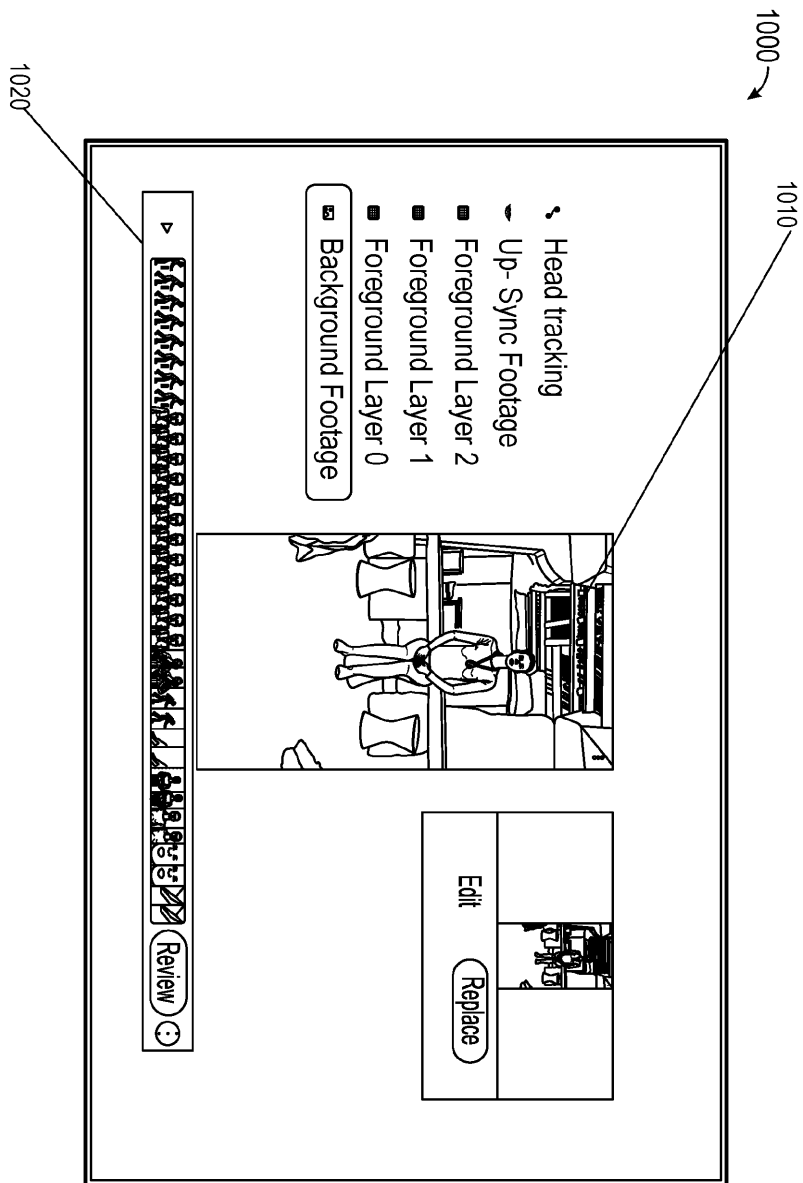 1000
1010
Head tracking
Up- Sync Footage
Foreground Layer 2
Foreground Layer 1
Foreground Layer 0
Background Footage
Edit
Replace
Review
1020